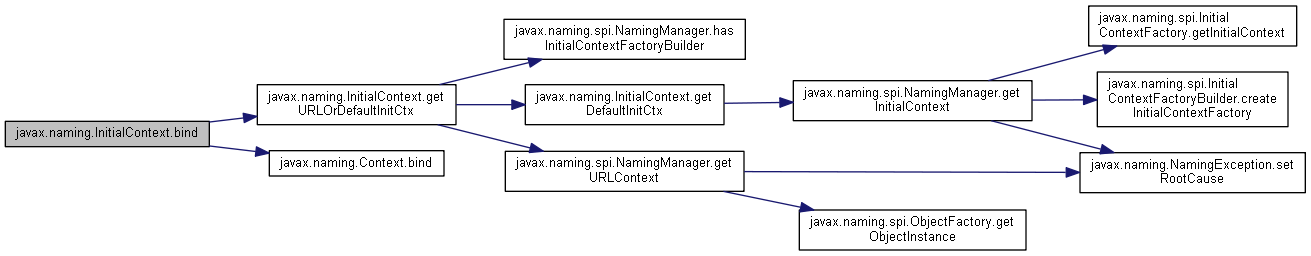 javax.naming.InitialContext.bind
javax.naming.InitialContext.get
URLOrDefaultInitCtx
javax.naming.Context.bind
javax.naming.spi.NamingManager.has
InitialContextFactoryBuilder
javax.naming.InitialContext.get
DefaultInitCtx
javax.naming.spi.NamingManager.get
URLContext
javax.naming.spi.NamingManager.get
InitialContext
javax.naming.spi.ObjectFactory.get
ObjectInstance
javax.naming.spi.Initial
ContextFactory.getInitialContext
javax.naming.spi.Initial
ContextFactoryBuilder.create
InitialContextFactory
javax.naming.NamingException.set
RootCause